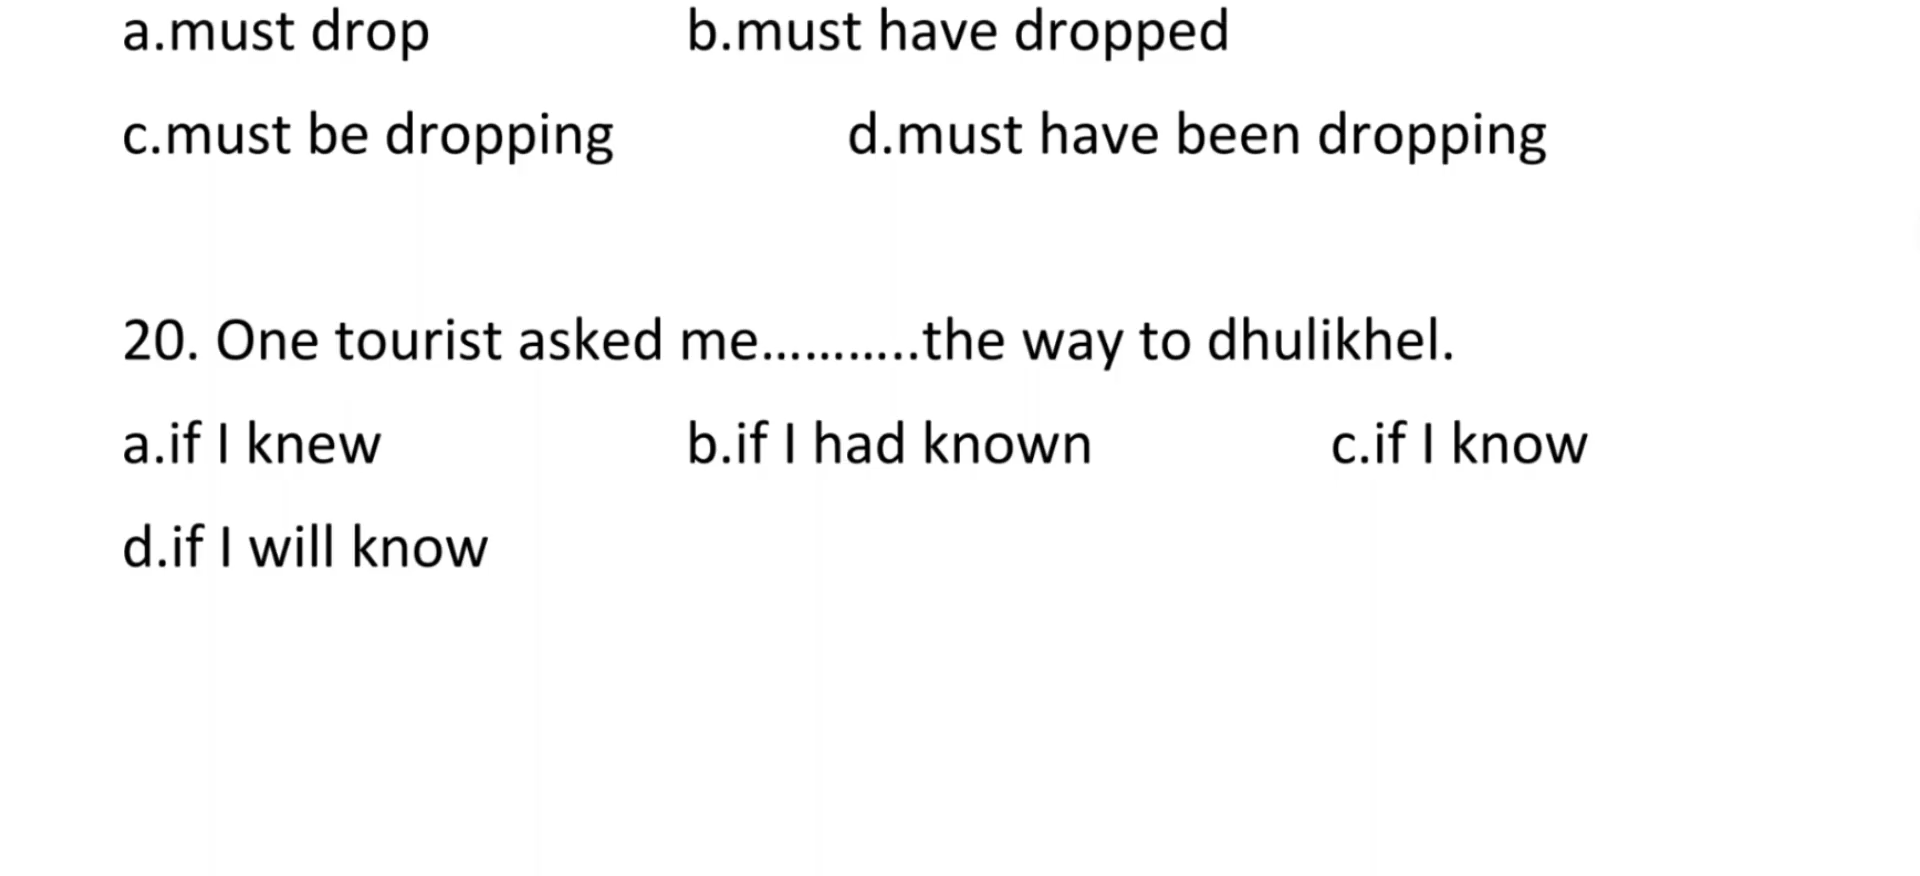 a.must drop b.must have dropped
c.must be dropping d.must have been dropping
20. One tourist asked me...........the way to dhulikhel.
a.if I knew b.if I had known c.if I know
d.if I will know